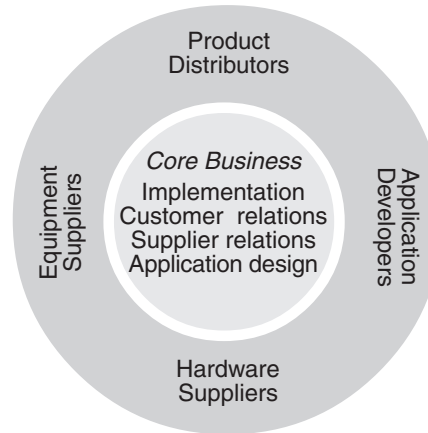 Product
Distributors
Equipment
Suppliers
Core Business
Implementation
Customer relations
Supplier relations
Application design
Application
Developers
Hardware
Suppliers